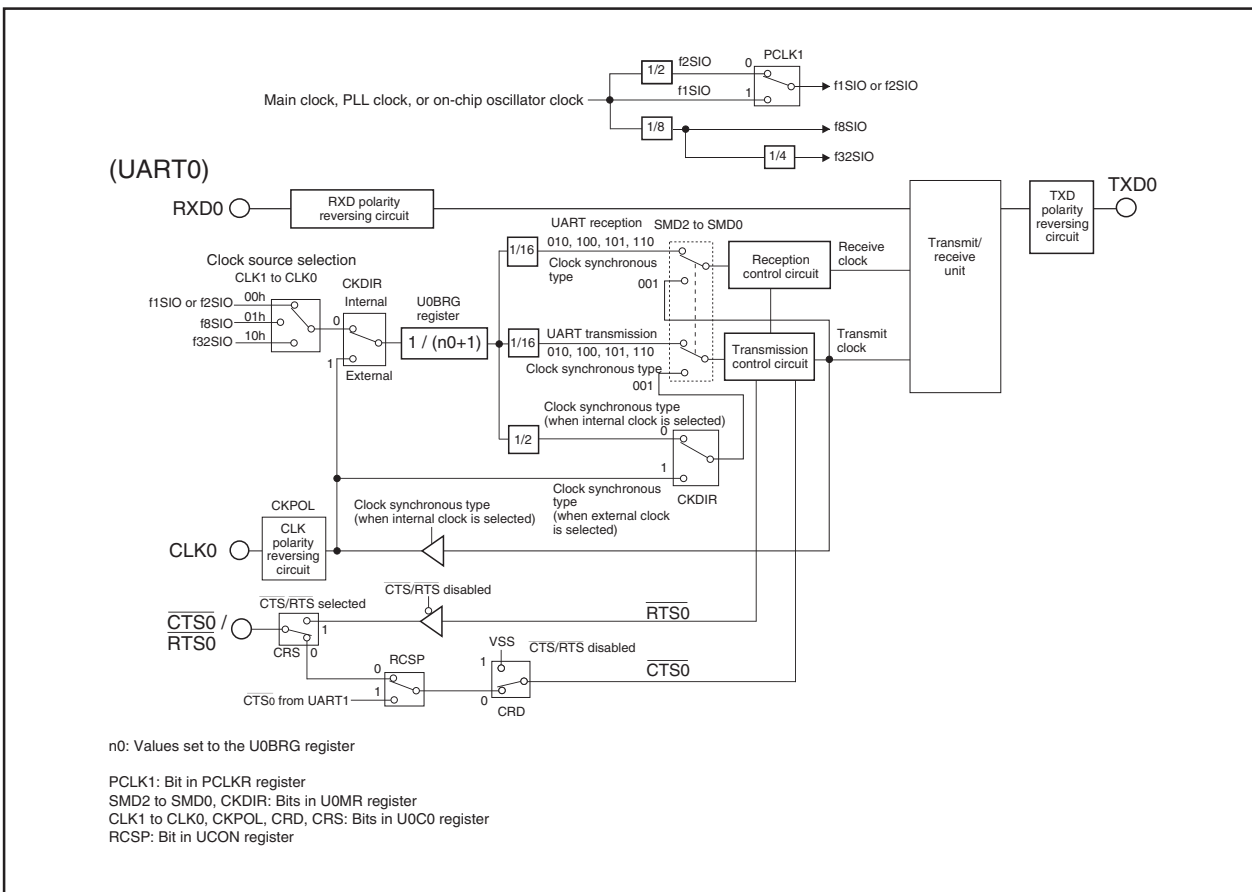 PCLK1
f2SIO
0
1/2
f1SIO or f2SIO
f1SIO
Main clock, PLL clock, or on-chip oscillator clock
1
1/8
f8SIO
1/4
f32SIO
(UART0)
RXD0
RXD polarity
reversing circuit
TXD0
TXD
polarity
reversing
circuit
Transmit/
receive
unit
UART reception
SMD2 to SMD0
1/16
010, 100, 101, 110
Clock synchronous
type
001
Reception
control circuit
Receive
clock
Clock source selection
CLK1 to CLK0
f1SIO or f2SIO
00h
f8SIO
01h
f32SIO
10h
CKDIR
Internal
0
1
External
U0BRG
register
1 / (n0+1)
1/16
UART transmission
010, 100, 101, 110
Clock synchronous type
001
Transmission
control circuit
Transmit
clock
Clock synchronous type
(when internal clock is selected)
1/2
0
1
CKDIR
Clock synchronous
type
(when external clock
is selected)
CKPOL
Clock synchronous type
(when internal clock is selected)
CLK0
CLK
polarity
reversing
circuit
CTS/RTS disabled
CTS/RTS selected
CTS0 /
RTS0
1
CRS
0
RTS0
VSS
CTS/RTS disabled
RCSP
0
1
CTS0 from UART1
1
0
CRD
CTS0
n0: Values set to the U0BRG register
PCLK1: Bit in PCLKR register
SMD2 to SMD0, CKDIR: Bits in U0MR register
CLK1 to CLK0, CKPOL, CRD, CRS: Bits in U0C0 register
RCSP: Bit in UCON register